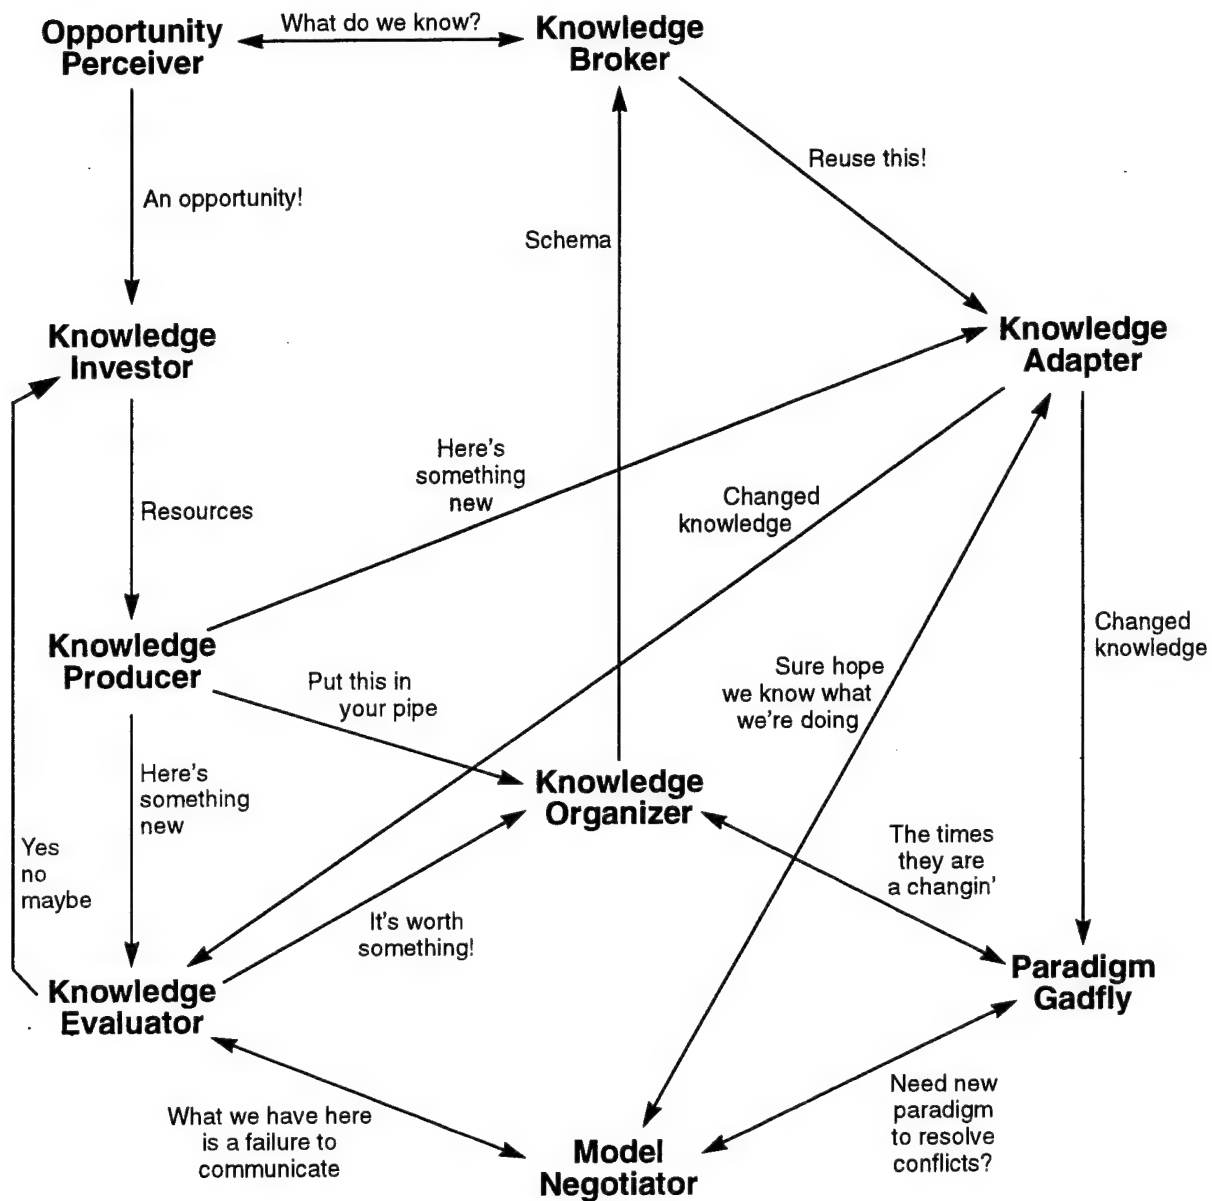 Opportunity
Perceiver
What do we know?
Knowledge
Broker
Reuse this!
An opportunity!
Schema
Knowledge
Investor
Knowledge
Adapter
Here's
something
new
Changed
knowledge
Resources
Knowledge
Producer
Changed
knowledge
Put this in
your pipe
Sure hope
we know what
we're doing
Here's
something
new
Knowledge
Organizer
Yes
no
maybe
The times
they are
a changin'
It's worth
something!
Knowledge
Evaluator
Paradigm
Gadfly
What we have here
is a failure to
communicate
Need new
paradigm
to resolve
conflicts?
Model
Negotiator